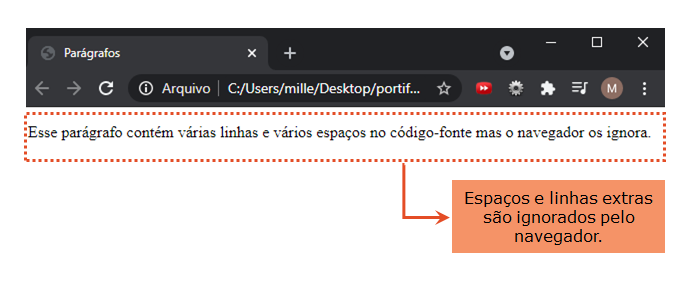 Parágrafos
Arquivo C:/Users/mille/Desktop/portif...
M
Esse parágrafo contém várias linhas e vários espaços no código-fonte mas o navegador os ignora.
Espaços e linhas extras
são ignorados pelo
navegador.